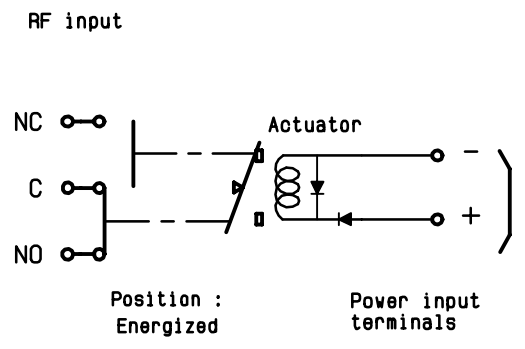 RF input
NC
Actuator
−
C
+
NO
Position :
Energized
Power input
terminals